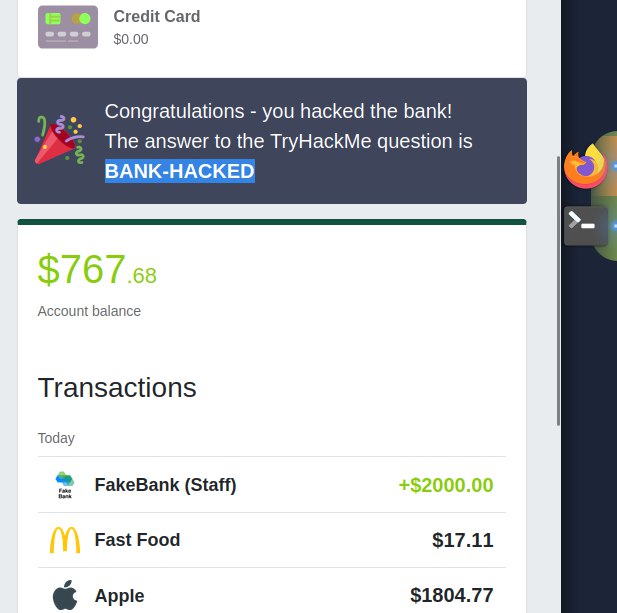 Credit Card
$0.00
Congratulations - you hacked the bank!
The answer to the TryHackMe question is
BANK-HACKED
$767.68
Account balance
Transactions
Today
Fake
Bank
FakeBank (Staff)
+$2000.00
Fast Food
$17.11
Apple
$1804.77